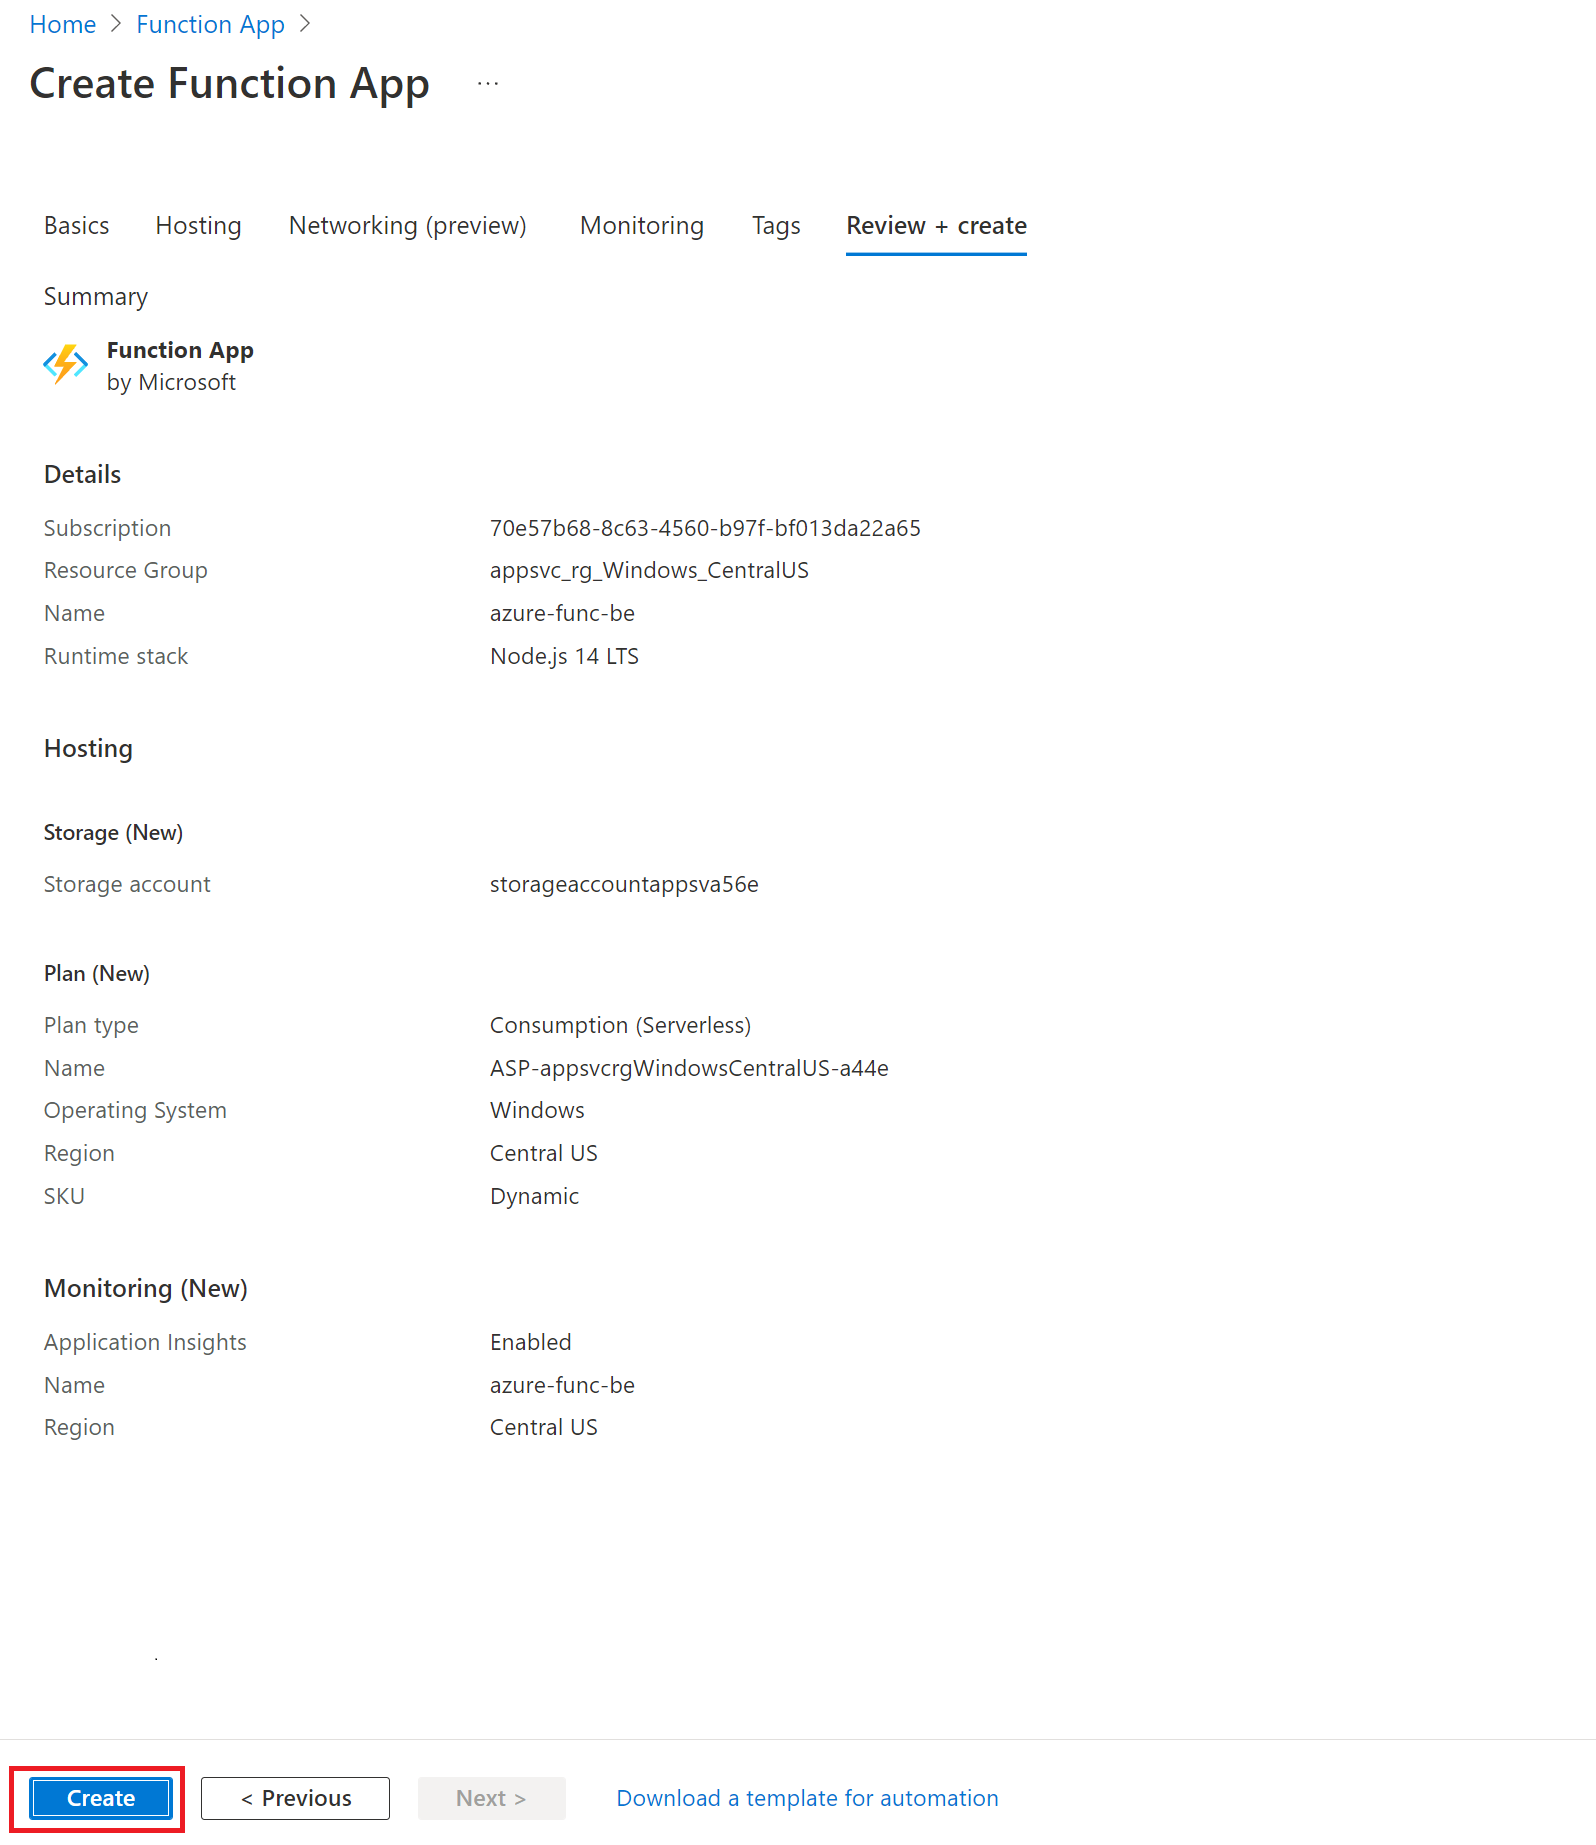 Home > Function App >
Create Function App ...
Basics Hosting Networking (preview) Monitoring Tags Review + create
Summary
Function App
by Microsoft
Details
Subscription 70e57b68-8c63-4560-b97f-bf013da22a65
Resource Group appsvc_rg_Windows_CentralUS
Name azure-func-be
Runtime stack Node.js 14 LTS
Hosting
Storage (New)
Storage account storageaccountappsva56e
Plan (New)
Plan type Consumption (Serverless)
Name ASP-appsvcrgWindowsCentralUS-a44e
Operating System Windows
Region Central US
SKU Dynamic
Monitoring (New)
Application Insights Enabled
Name azure-func-be
Region Central US
Create < Previous Next > Download a template for automation